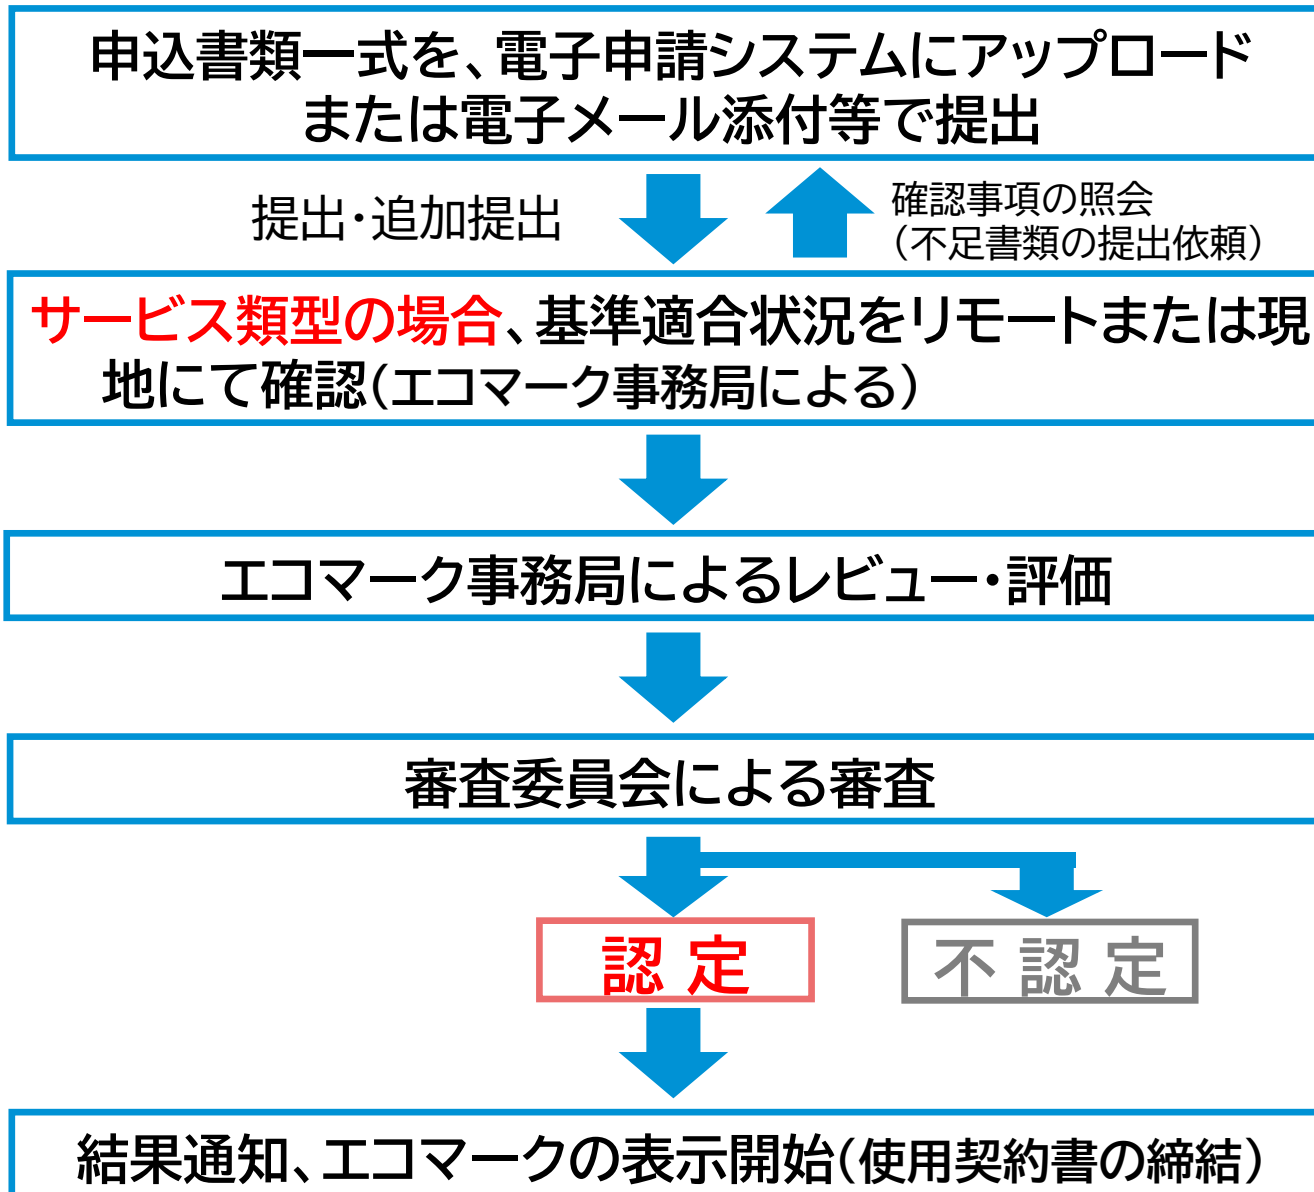 申込書類一式を、電子申請システムにアップロード
または電子メール添付等で提出
提出・追加提出
確認事項の照会
（不足書類の提出依頼）
サービス類型の場合、基準適合状況をリモートまたは現
地にて確認（エコマーク事務局による）
エコマーク事務局によるレビュー・評価
審査委員会による審査
認 定
不 認 定
結果通知、エコマークの表示開始（使用契約書の締結）